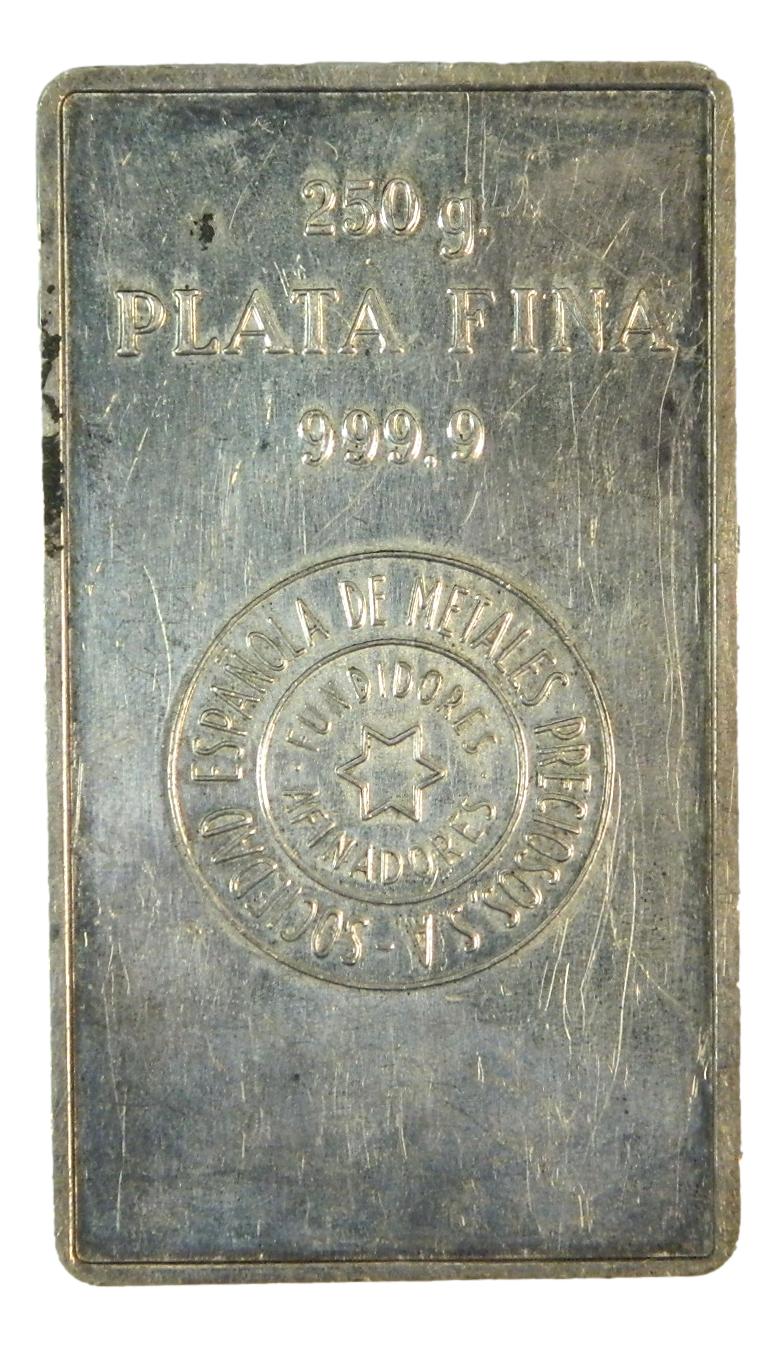 250 g.
PLATA FINA
999.9
SOCIEDAD ESPAÑOLA DE METALES PRECIOSOS, S.A. -
· FUNDIDORES ·
AFINADORES